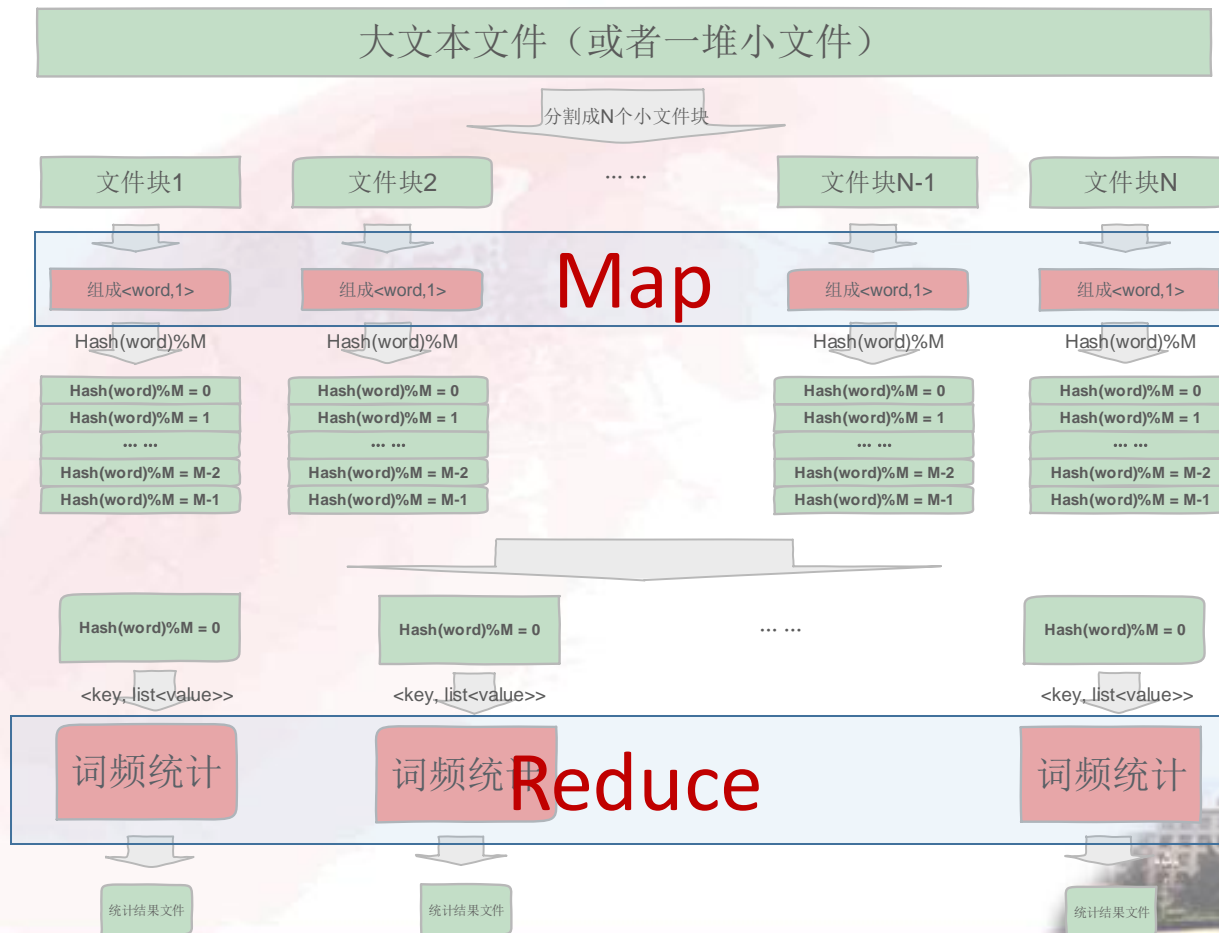 大文本文件（或者一堆小文件）
分割成N个小文件块
文件块1
文件块2
... ...
文件块N-1
文件块N
Map
组成<word,1>
组成<word,1>
组成<word,1>
组成<word,1>
Hash(word)%M
Hash(word)%M
Hash(word)%M
Hash(word)%M
Hash(word)%M = 0
Hash(word)%M = 1
... ...
Hash(word)%M = M-2
Hash(word)%M = M-1
Hash(word)%M = 0
Hash(word)%M = 1
... ...
Hash(word)%M = M-2
Hash(word)%M = M-1
Hash(word)%M = 0
Hash(word)%M = 1
... ...
Hash(word)%M = M-2
Hash(word)%M = M-1
Hash(word)%M = 0
Hash(word)%M = 1
... ...
Hash(word)%M = M-2
Hash(word)%M = M-1
Hash(word)%M = 0
Hash(word)%M = 0
... ...
Hash(word)%M = 0
<key, list<value>>
<key, list<value>>
<key, list<value>>
词频统计
词频统计
Reduce
词频统计
统计结果文件
统计结果文件
统计结果文件